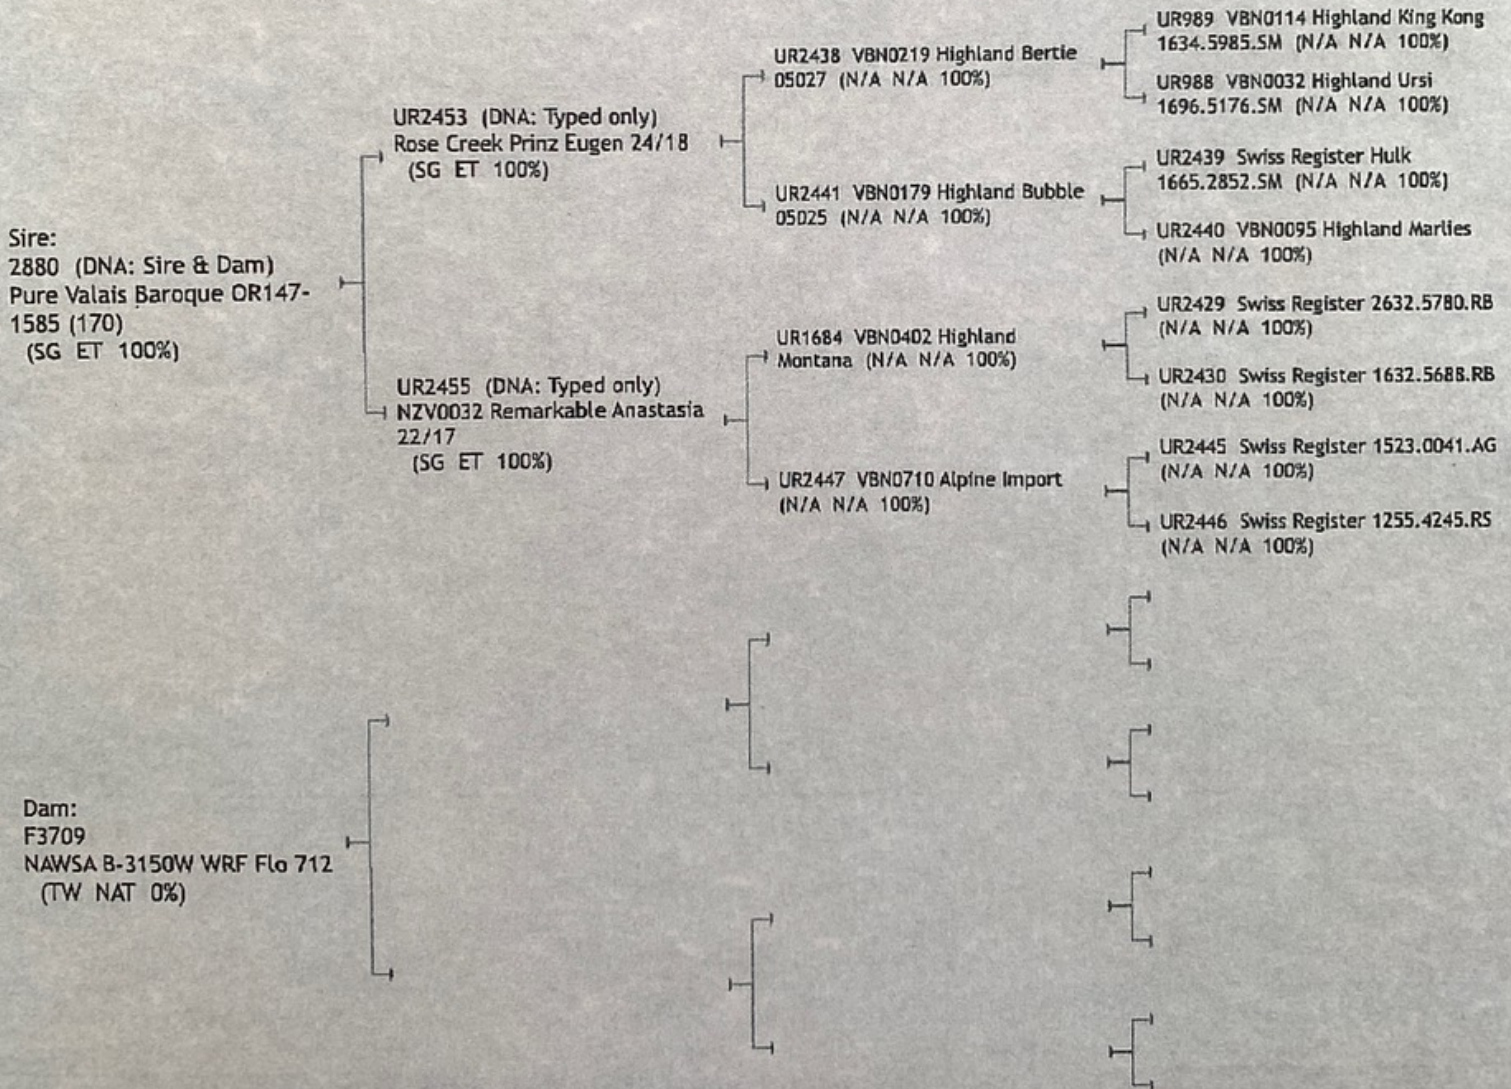 Sire:
2880 (DNA: Sire & Dam)
Pure Valais Baroque OR147-
1585 (170)
(SG ET 100%)
UR2453 (DNA: Typed only)
Rose Creek Prinz Eugen 24/18
(SG ET 100%)
UR2455 (DNA: Typed only)
NZV0032 Remarkable Anastasia
22/17
(SG ET 100%)
UR2438 VBN0219 Highland Bertie
05027 (N/A N/A 100%)
UR2441 VBN0179 Highland Bubble
05025 (N/A N/A 100%)
UR1684 VBN0402 Highland
Montana (N/A N/A 100%)
UR2447 VBN0710 Alpine Import
(N/A N/A 100%)
UR989 VBN0114 Highland King Kong
1634.5985.SM (N/A N/A 100%)
UR988 VBN0032 Highland Ursi
1696.5176.SM (N/A N/A 100%)
UR2439 Swiss Register Hulk
1665.2852.SM (N/A N/A 100%)
UR2440 VBN0095 Highland Marlies
(N/A N/A 100%)
UR2429 Swiss Register 2632.5780.RB
(N/A N/A 100%)
UR2430 Swiss Register 1632.5688.RB
(N/A N/A 100%)
UR2445 Swiss Register 1523.0041.AG
(N/A N/A 100%)
UR2446 Swiss Register 1255.4245.RS
(N/A N/A 100%)
Dam:
F3709
NAWSA B-3150W WRF Flo 712
(TW NAT 0%)